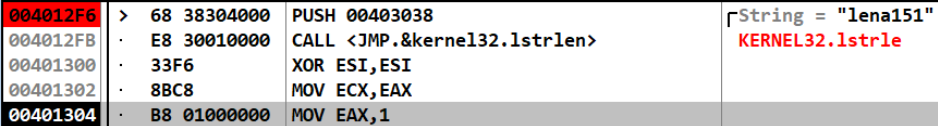 004012F6 > 68 38304000 PUSH 00403038 String = "lena151"
004012FB · E8 30010000 CALL <JMP.&kernel32.lstrlen> KERNEL32.lstrle
00401300 · 33F6 XOR ESI,ESI
00401302 · 8BC8 MOV ECX,EAX
00401304 · B8 01000000 MOV EAX,1